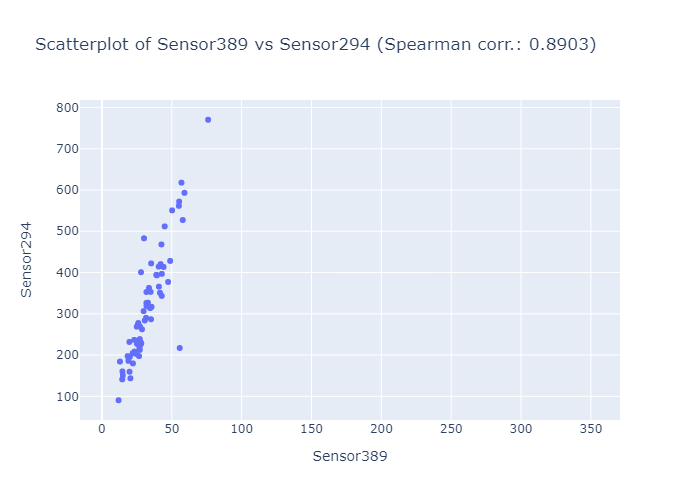 Scatterplot of Sensor389 vs Sensor294 (Spearman corr.: 0.8903)
800
700
600
500
400
300
200
100
Sensor294
0 50 100 150 200 250 300 350
Sensor389